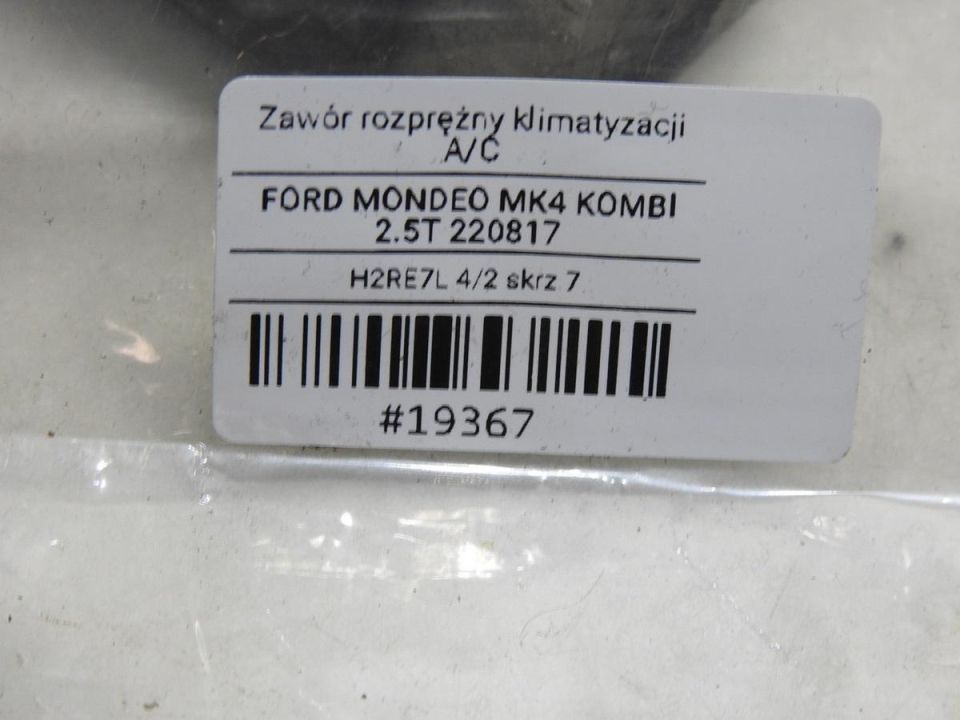 Zawór rozprężny klimatyzacji
A/C
FORD MONDEO MK4 KOMBI
2.5T 220817
H2RE7L 4/2 skrz 7
#19367